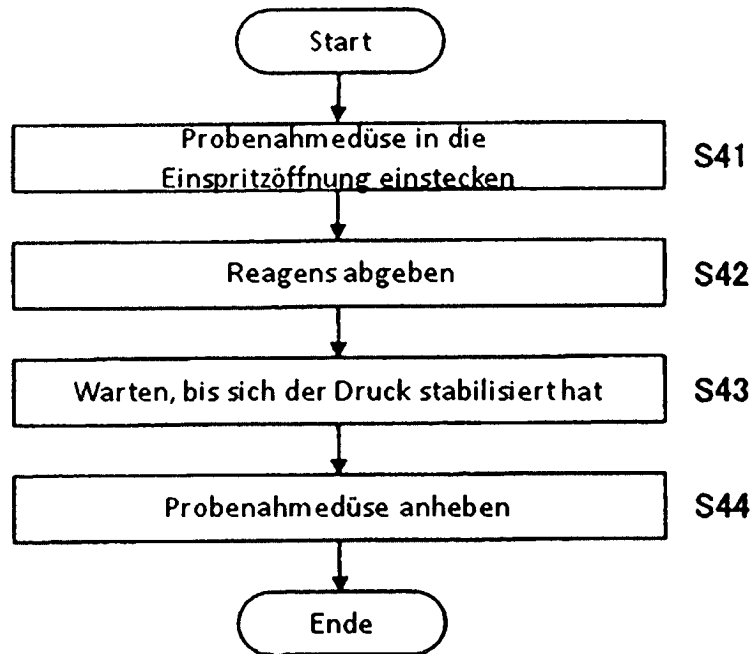 Start
Probenahmedüse in die
Einspritzöffnung einstecken
S41
Reagens abgeben
S42
Warten, bis sich der Druck stabilisiert hat
S43
Probenahmedüse anheben
S44
Ende